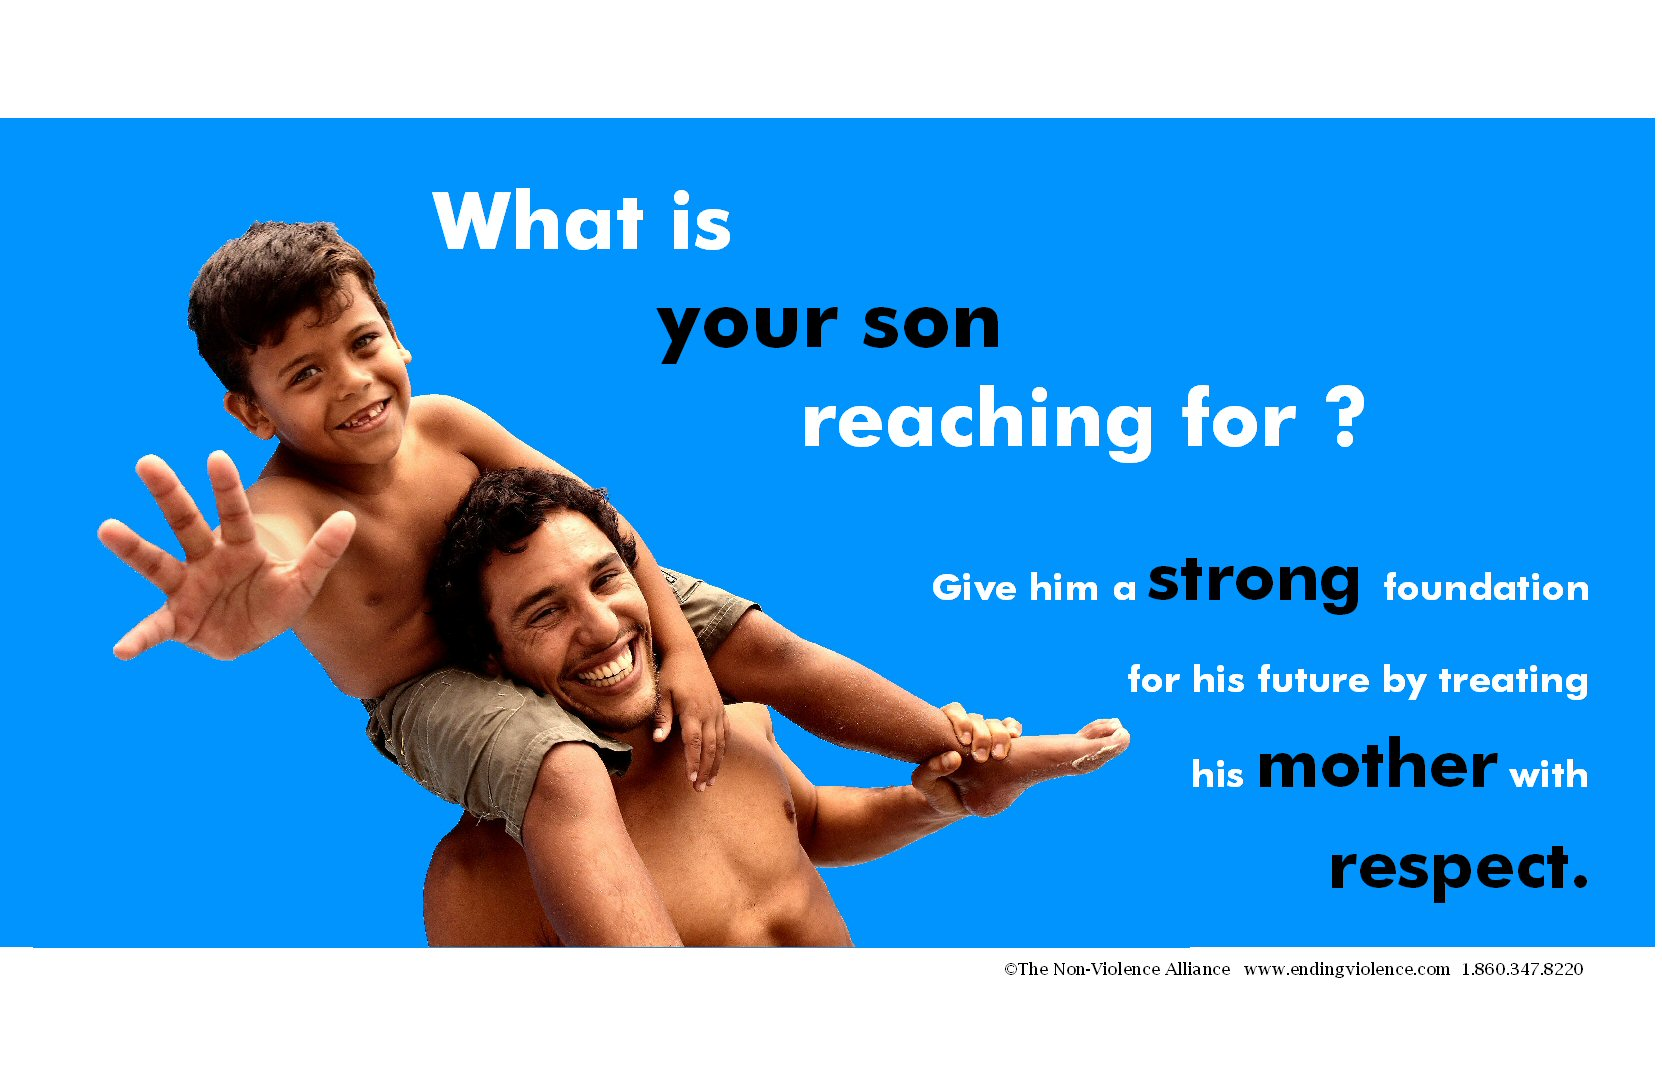 What is
your son
reaching for ?
Give him a strong foundation
for his future by treating
his mother with
respect.
©The Non-Violence Alliance www.endingviolence.com 1.860.347.8220